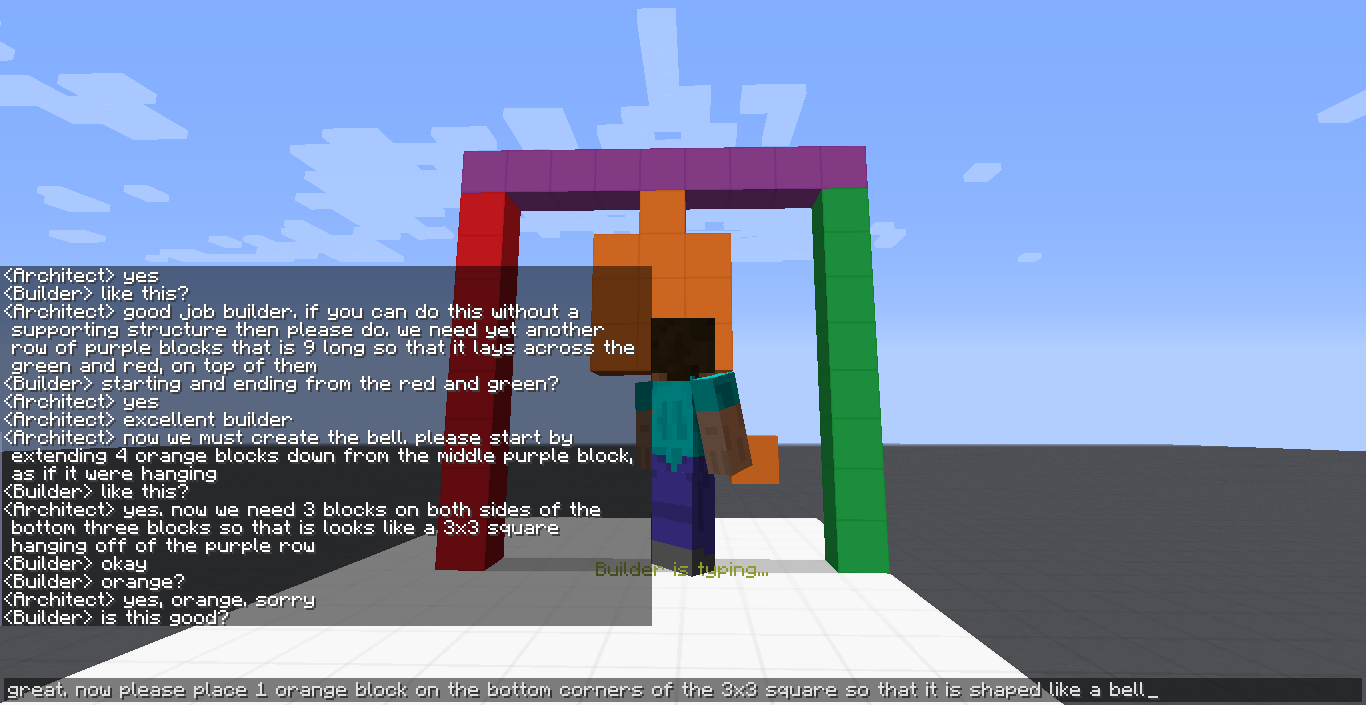 <Architect> yes
<Builder> like this?
<Architect> good job builder. if you can do this without a
supporting structure then please do. we need yet another
row of purple blocks that is 9 long so that it lays across the
green and red, on top of them
<Builder> starting and ending from the red and green?
<Architect> yes
<Architect> excellent builder
<Architect> now we must create the bell. please start by
extending 4 orange blocks down from the middle purple block,
as if it were hanging
<Builder> like this?
<Architect> yes. now we need 3 blocks on both sides of the
bottom three blocks so that is looks like a 3x3 square
hanging off of the purple row
<Builder> okay
<Builder> orange?
<Architect> yes, orange. sorry
<Builder> is this good?
Builder is typing...
great. now please place 1 orange block on the bottom corners of the 3x3 square so that it is shaped like a bell_